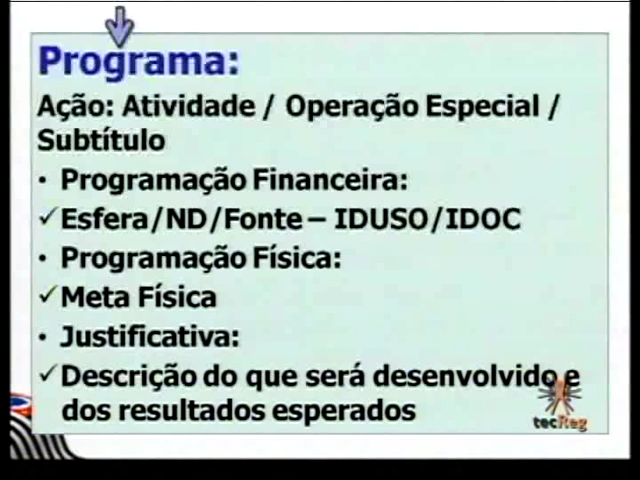 Programa:
Ação: Atividade / Operação Especial /
Subtítulo
• Programação Financeira:
✓Esfera/ND/Fonte – IDUSO/IDOC
• Programação Física:
✓Meta Física
• Justificativa:
✓Descrição do que será desenvolvido e
dos resultados esperados
tecReg